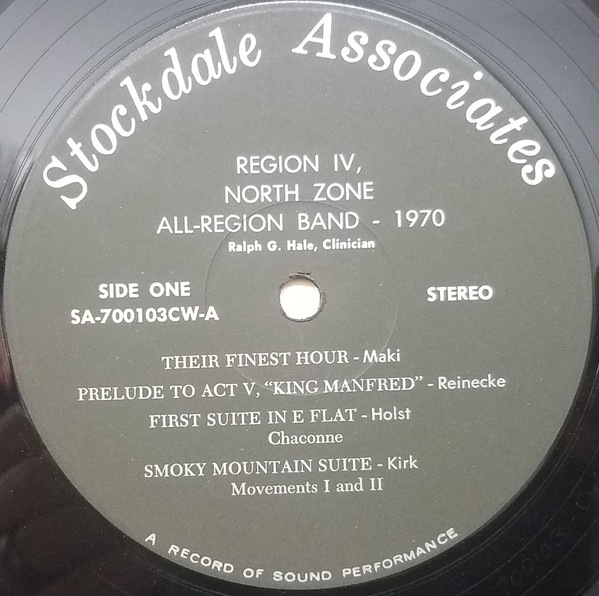 Stockdale Associates
REGION IV,
NORTH ZONE
ALL-REGION BAND - 1970
Ralph G. Hale, Clinician
SIDE ONE
SA-700103CW-A
STEREO
THEIR FINEST HOUR - Maki
PRELUDE TO ACT V, “KING MANFRED” - Reinecke
FIRST SUITE IN E FLAT - Holst
Chaconne
SMOKY MOUNTAIN SUITE - Kirk
Movements I and II
A RECORD OF SOUND PERFORMANCE